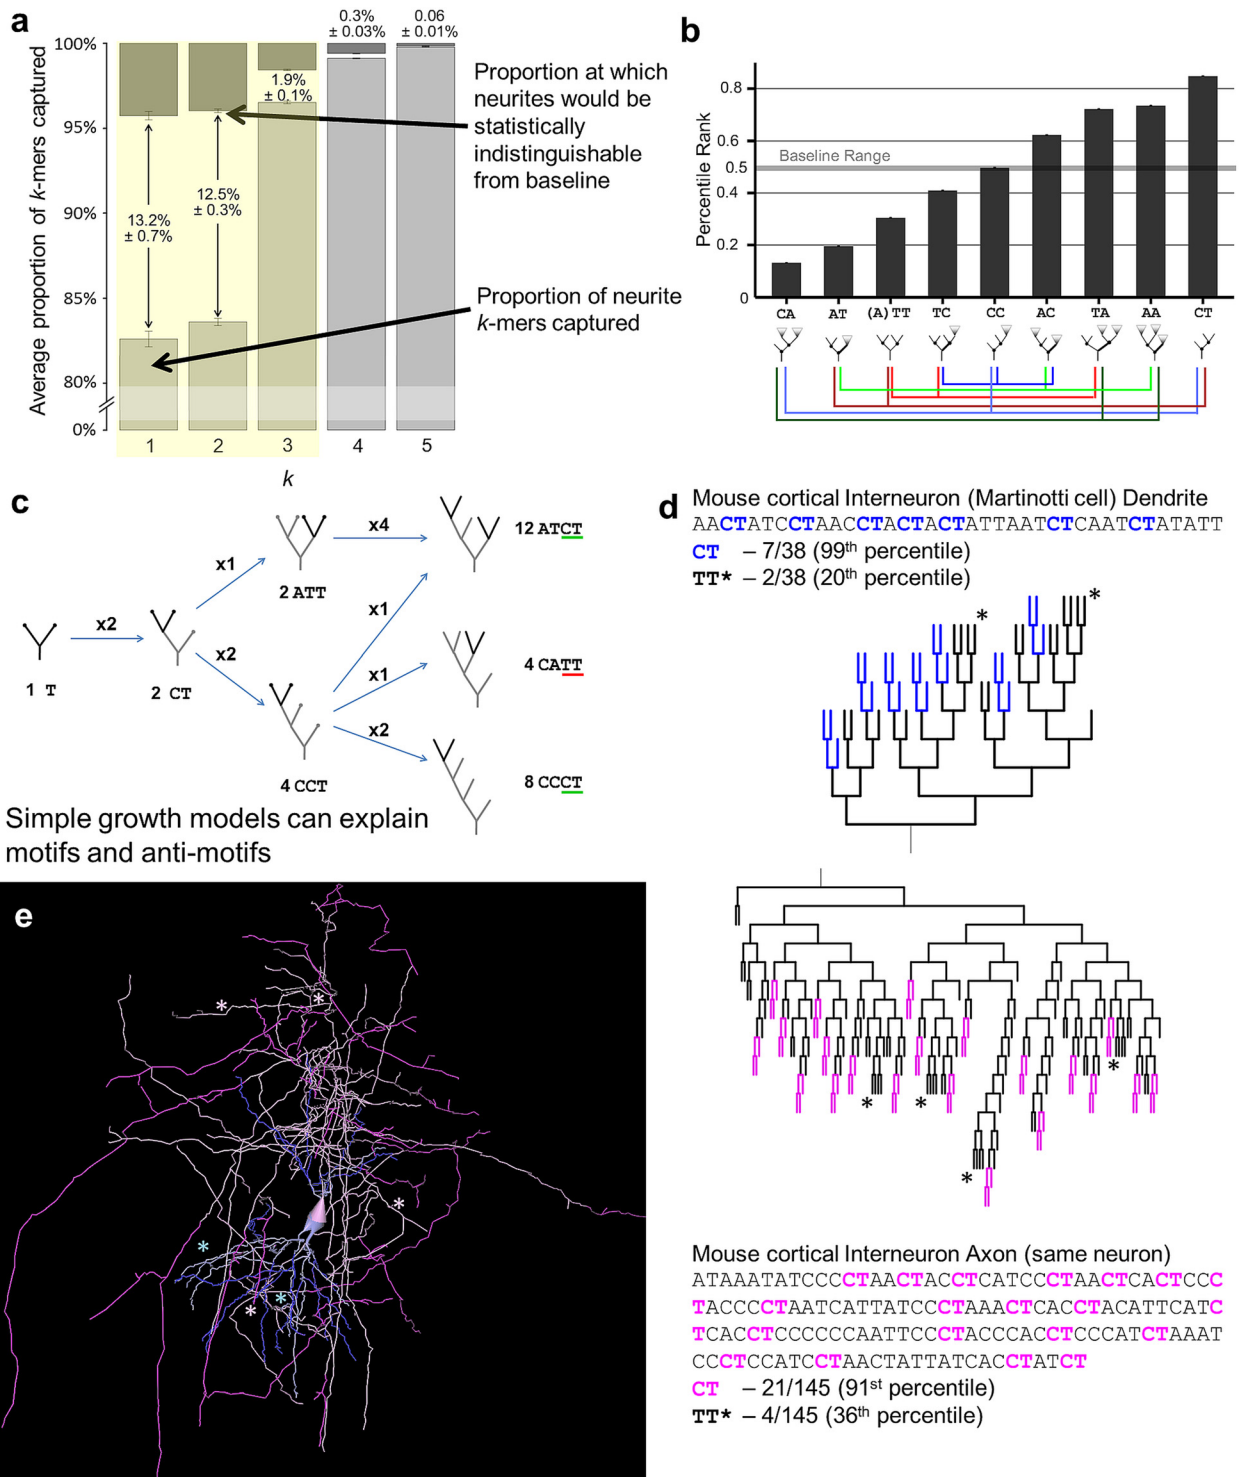 a
0.3%
± 0.03%
0.06
± 0.01%
100%
95%
90%
85%
80%
0%
Average proportion of k-mers captured
13.2%
± 0.7%
12.5%
± 0.3%
1.9%
± 0.1%
1 2 3 4 5
k
Proportion at which
neurites would be
statistically
indistinguishable
from baseline
Proportion of neurite
k-mers captured
b
Percentile Rank
0.8
0.6
0.5
0.4
0.2
0
Baseline Range
CA AT (A)TT TC CC AC TA AA CT
c
x2
x1
x2
x4
x1
x1
x2
1 T
2 CT
2 ATT
4 CCT
12 ATCT
4 CATT
8 CCCT
Simple growth models can explain
motifs and anti-motifs
d
Mouse cortical Interneuron (Martinotti cell) Dendrite
AACTATCCTAACCTACTACTATTAATCTCAATCTATATT
CT – 7/38 (99th percentile)
TT* – 2/38 (20th percentile)
*
*
*
*
*
*
Mouse cortical Interneuron Axon (same neuron)
ATAAATATCCCCTAACTACCTCATCCCTAACTCACTCCC
TACCCCTAATCATTATCCCTAAACTCACCTACATTCATC
TCACCTCCCCCCAATTCCCTACCCACCTCCCATCTAAAT
CCCTCCATCCTAACTATTATCACCTATCT
CT – 21/145 (91st percentile)
TT* – 4/145 (36th percentile)
e
*
*
*
*
*
*